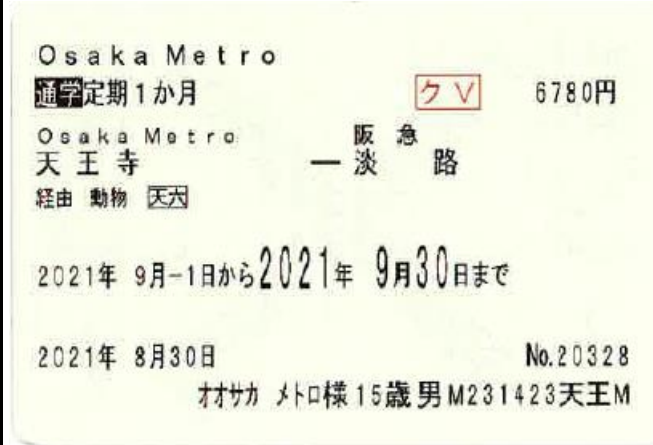 Osaka Metro
通学定期1か月 クV 6780円
Osaka Metro 阪急
天王寺 ― 淡路
経由 動物 天六
2021年 9月-1日から2021年 9月30日まで
2021年 8月30日 No.20328
オオサカ メトロ様 15歳 男 M231423天王M